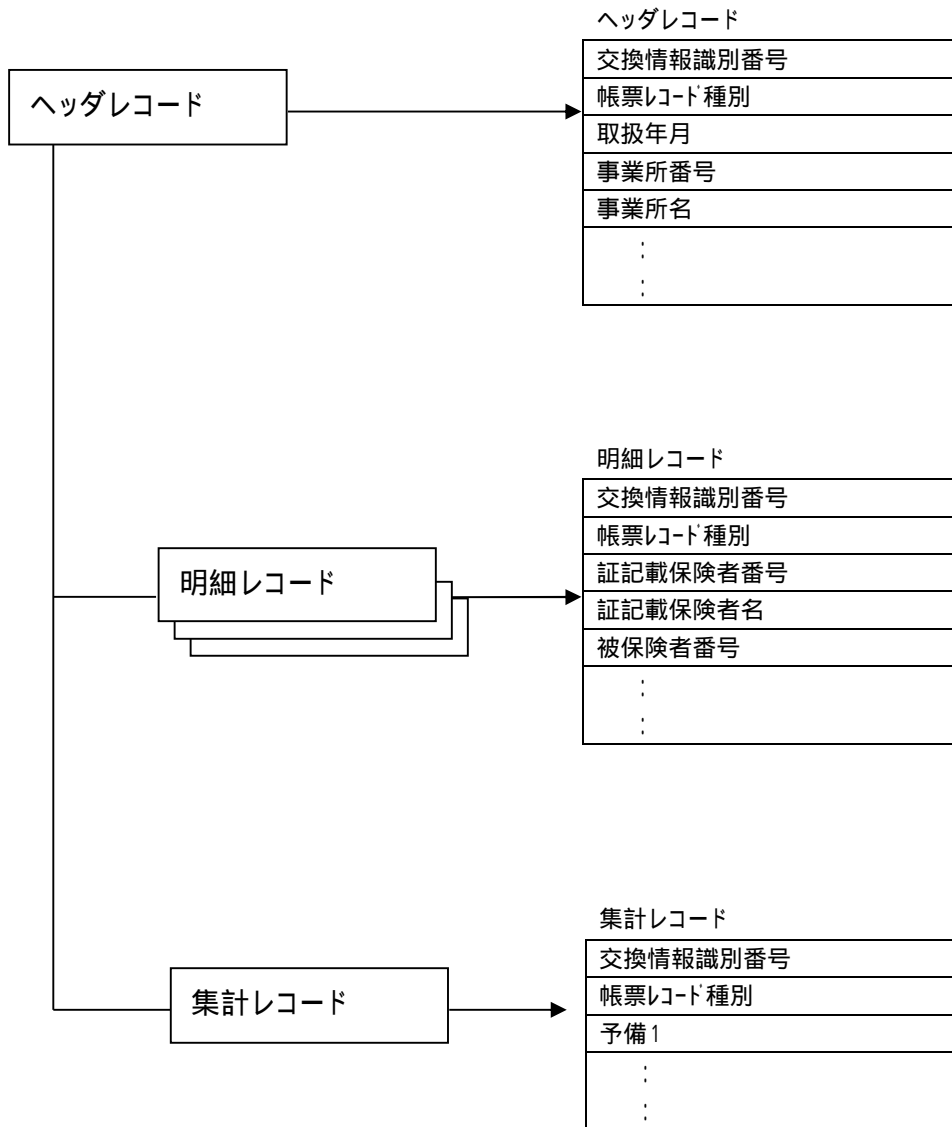 ヘッダレコード
ヘッダレコード
交換情報識別番号
帳票ﾚｺｰﾄﾞ種別
取扱年月
事業所番号
事業所名
:
:
明細レコード
明細レコード
交換情報識別番号
帳票ﾚｺｰﾄﾞ種別
証記載保険者番号
証記載保険者名
被保険者番号
:
:
集計レコード
集計レコード
交換情報識別番号
帳票ﾚｺｰﾄﾞ種別
予備1
:
: